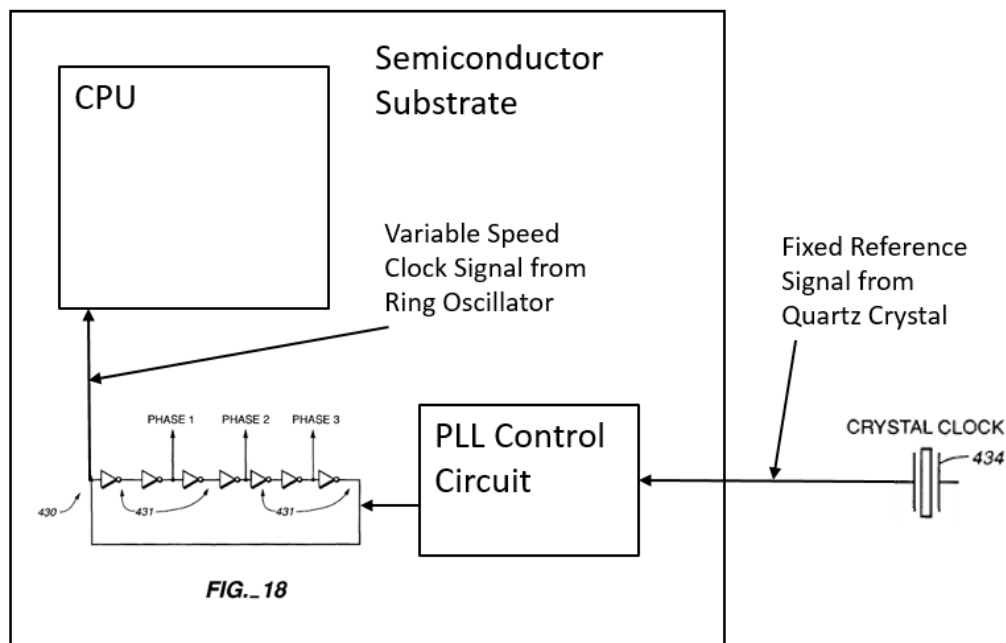 CPU
Semiconductor
Substrate
Variable Speed
Clock Signal from
Ring Oscillator
Fixed Reference
Signal from
Quartz Crystal
PHASE 1
PHASE 2
PHASE 3
PLL Control
Circuit
CRYSTAL CLOCK
434
430
431
431
FIG._18